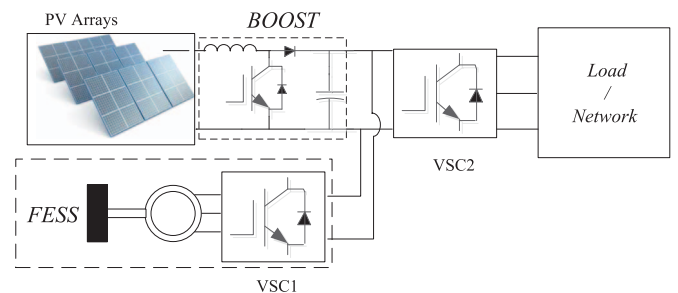 PV Arrays
BOOST
Load
/
Network
VSC2
FESS
VSC1